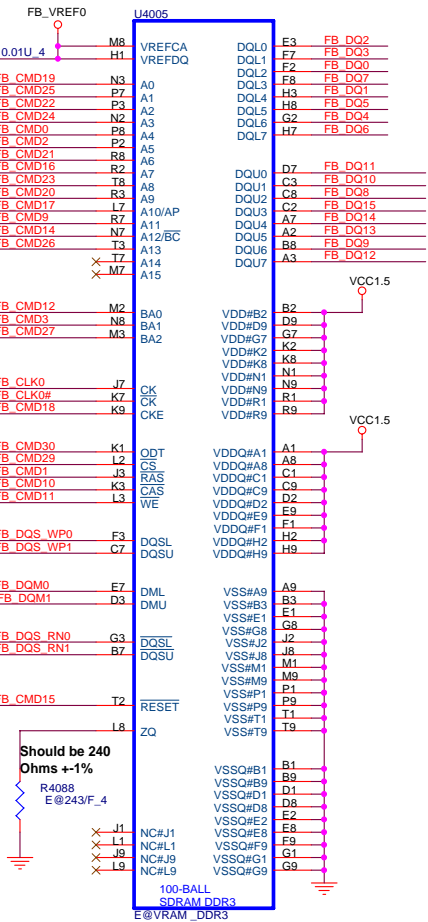 FB_VREF0
U4005
0.01U_4
M8 VREFCA
H1 VREFDQ
DQL0 E3 FB_DQ2
DQL1 F7 FB_DQ3
DQL2 F2 FB_DQ0
DQL3 F8 FB_DQ7
DQL4 H3 FB_DQ1
DQL5 H8 FB_DQ5
DQL6 G2 FB_DQ4
DQL7 H7 FB_DQ6
FB_CMD19 N3 A0
FB_CMD25 P7 A1
FB_CMD22 P3 A2
FB_CMD24 N2 A3
FB_CMD0 P8 A4
FB_CMD2 P2 A5
FB_CMD21 R8 A6
FB_CMD16 R2 A7
FB_CMD23 T8 A8
FB_CMD20 R3 A9
FB_CMD17 L7 A10/AP
FB_CMD9 R7 A11
FB_CMD14 N7 A12/BC
FB_CMD26 T3 A13
T7 A14
M7 A15
DQU0 D7 FB_DQ11
DQU1 C3 FB_DQ10
DQU2 C8 FB_DQ8
DQU3 C2 FB_DQ15
DQU4 A7 FB_DQ14
DQU5 A2 FB_DQ13
DQU6 B8 FB_DQ9
DQU7 A3 FB_DQ12
VCC1.5
FB_CMD12 M2 BA0
FB_CMD3 N8 BA1
FB_CMD27 M3 BA2
VDD#B2 B2
VDD#D9 D9
VDD#G7 G7
VDD#K2 K2
VDD#K8 K8
VDD#N1 N1
VDD#N9 N9
VDD#R1 R1
VDD#R9 R9
FB_CLK0 J7 CK
FB_CLK0# K7 CK
FB_CMD18 K9 CKE
VCC1.5
FB_CMD30 K1 ODT
FB_CMD29 L2 CS
FB_CMD1 J3 RAS
FB_CMD10 K3 CAS
FB_CMD11 L3 WE
VDDQ#A1 A1
VDDQ#A8 A8
VDDQ#C1 C1
VDDQ#C9 C9
VDDQ#D2 D2
VDDQ#E9 E9
VDDQ#F1 F1
VDDQ#H2 H2
VDDQ#H9 H9
FB_DQS_WP0 F3 DQSL
FB_DQS_WP1 C7 DQSU
FB_DQM0 E7 DML
FB_DQM1 D3 DMU
FB_DQS_RN0 G3 DQSL
FB_DQS_RN1 B7 DQSU
VSS#A9 A9
VSS#B3 B3
VSS#E1 E1
VSS#G8 G8
VSS#J2 J2
VSS#J8 J8
VSS#M1 M1
VSS#M9 M9
VSS#P1 P1
VSS#P9 P9
VSS#T1 T1
VSS#T9 T9
FB_CMD15 T2 RESET
L8 ZQ
Should be 240
Ohms +-1%
R4088
E@243/F_4
VSSQ#B1 B1
VSSQ#B9 B9
VSSQ#D1 D1
VSSQ#D8 D8
VSSQ#E2 E2
VSSQ#E8 E8
VSSQ#F9 F9
VSSQ#G1 G1
VSSQ#G9 G9
J1 NC#J1
L1 NC#L1
J9 NC#J9
L9 NC#L9
100-BALL
SDRAM DDR3
E@VRAM _DDR3